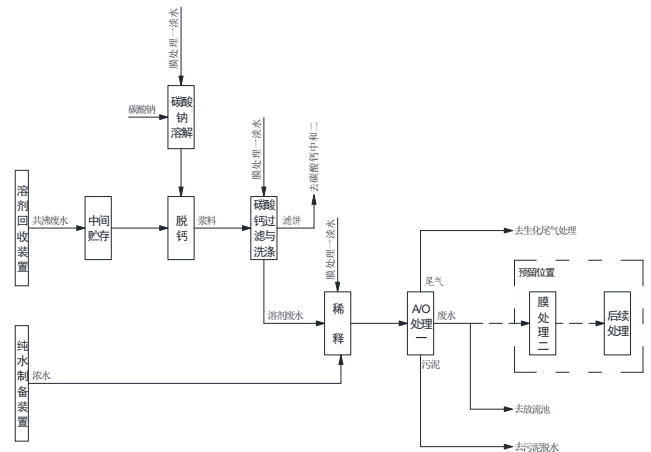 膜处理一淡水
碳酸钠
碳酸
钠
溶解
膜处理一淡水
去碳酸钙中和二
溶剂回收装置
共沸废水
中间
贮存
脱
钙
浆料
碳酸
钙过
滤与
洗涤
滤饼
膜处理一淡水
溶剂废水
稀
释
A/O
处理
一
尾气
去生化尾气处理
废水
预留位置
膜
处
理
二
后续
处理
污泥
去放流池
去污泥脱水
纯水制备装置
浓水